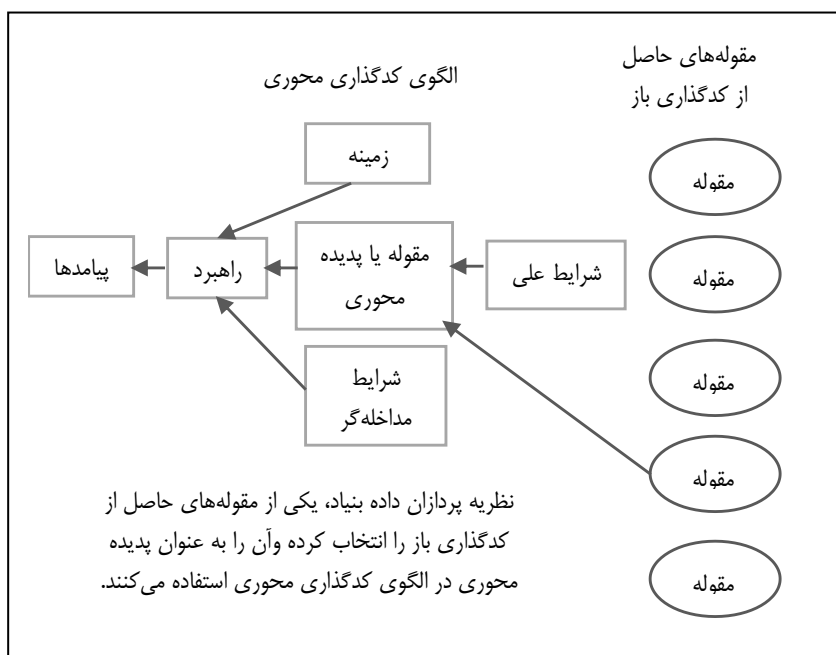 مقوله‌های حاصل
از کدگذاری باز
الگوی کدگذاری محوری
مقوله
زمینه
مقوله
شرایط علی
مقوله یا پدیده
محوری
راهبرد
پیامدها
مقوله
شرایط
مداخله‌گر
مقوله
مقوله
نظریه پردازان داده بنیاد، یکی از مقوله‌های حاصل از
کدگذاری باز را انتخاب کرده وآن را به عنوان پدیده
محوری در الگوی کدگذاری محوری استفاده می‌کنند.